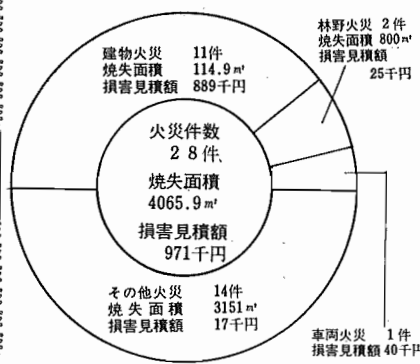 建物火災 11件
焼失面積 114.9㎡
損害見積額 889千円
林野火災 2件
焼失面積 800㎡
損害見積額
25千円
火災件数
28件
焼失面積
4065.9㎡
損害見積額
971千円
その他火災 14件
焼失面積 3151㎡
損害見積額 17千円
車両火災 1件
損害見積額 40千円